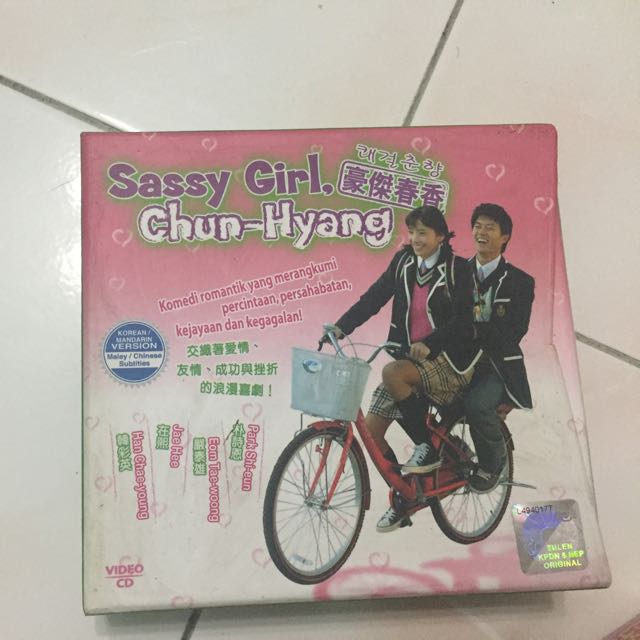 쾌걸춘향
Sassy Girl,
豪傑春香
Chun-Hyang
Komedi romantik yang merangkumi
percintaan, persahabatan,
kejayaan dan kegagalan!
交織著愛情、
友情、成功與挫折
的浪漫喜劇！
KOREAN /
MANDARIN
VERSION
Malay / Chinese
Subtitles
Park Shi-eun
朴詩恩
Eom Tae-woong
嚴泰雄
Jae Hee
在熙
Han Chae-young
韓彩英
VIDEO
CD
L4940177
TULEN
KPDN & HEP
ORIGINAL